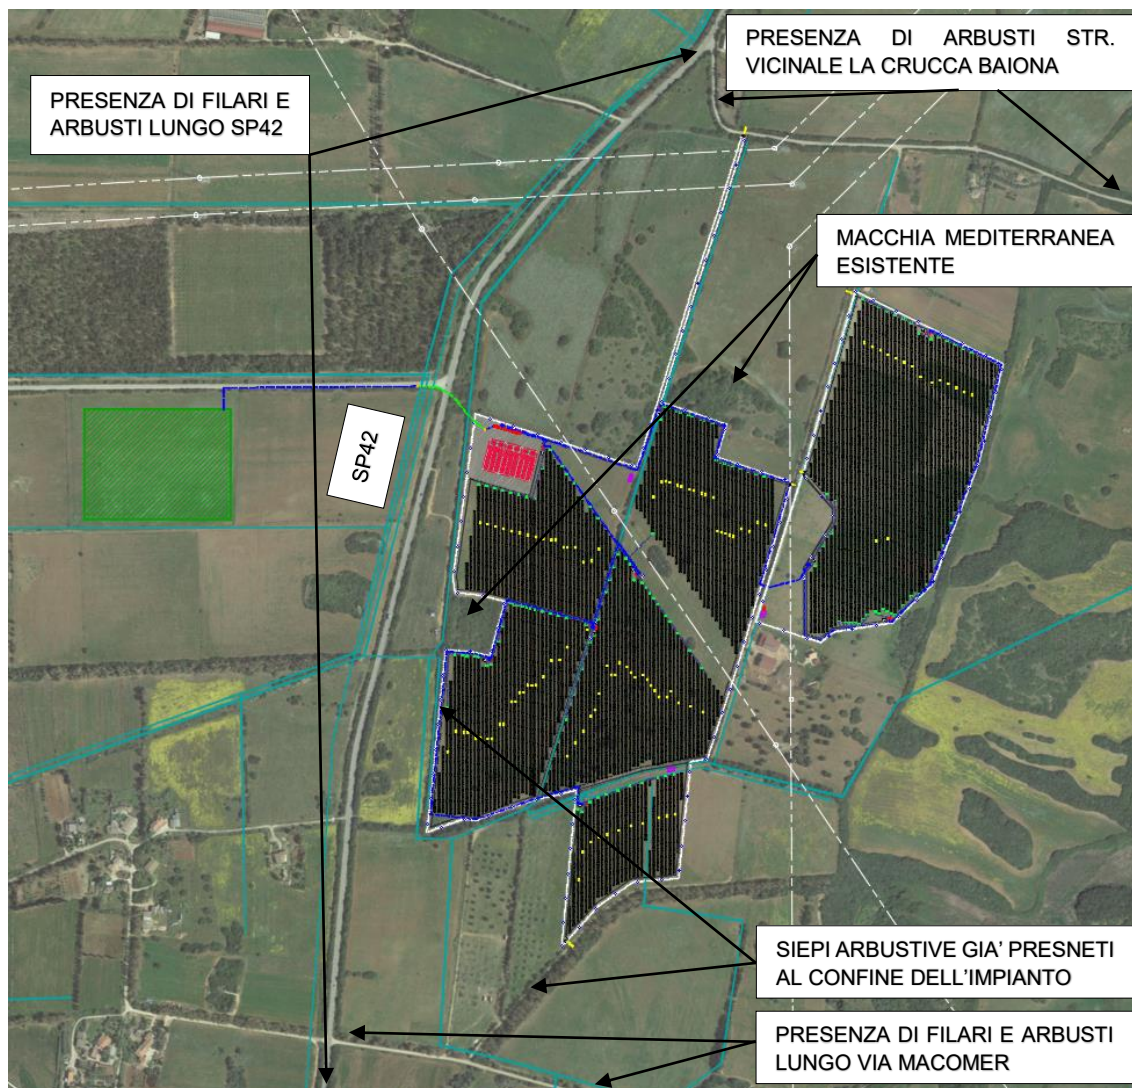 PRESENZA DI ARBUSTI STR.
VICINALE LA CRUCCA BAIONA
PRESENZA DI FILARI E
ARBUSTI LUNGO SP42
MACCHIA MEDITERRANEA
ESISTENTE
SP42
SIEPI ARBUSTIVE GIA’ PRESNETI
AL CONFINE DELL’IMPIANTO
PRESENZA DI FILARI E ARBUSTI
LUNGO VIA MACOMER